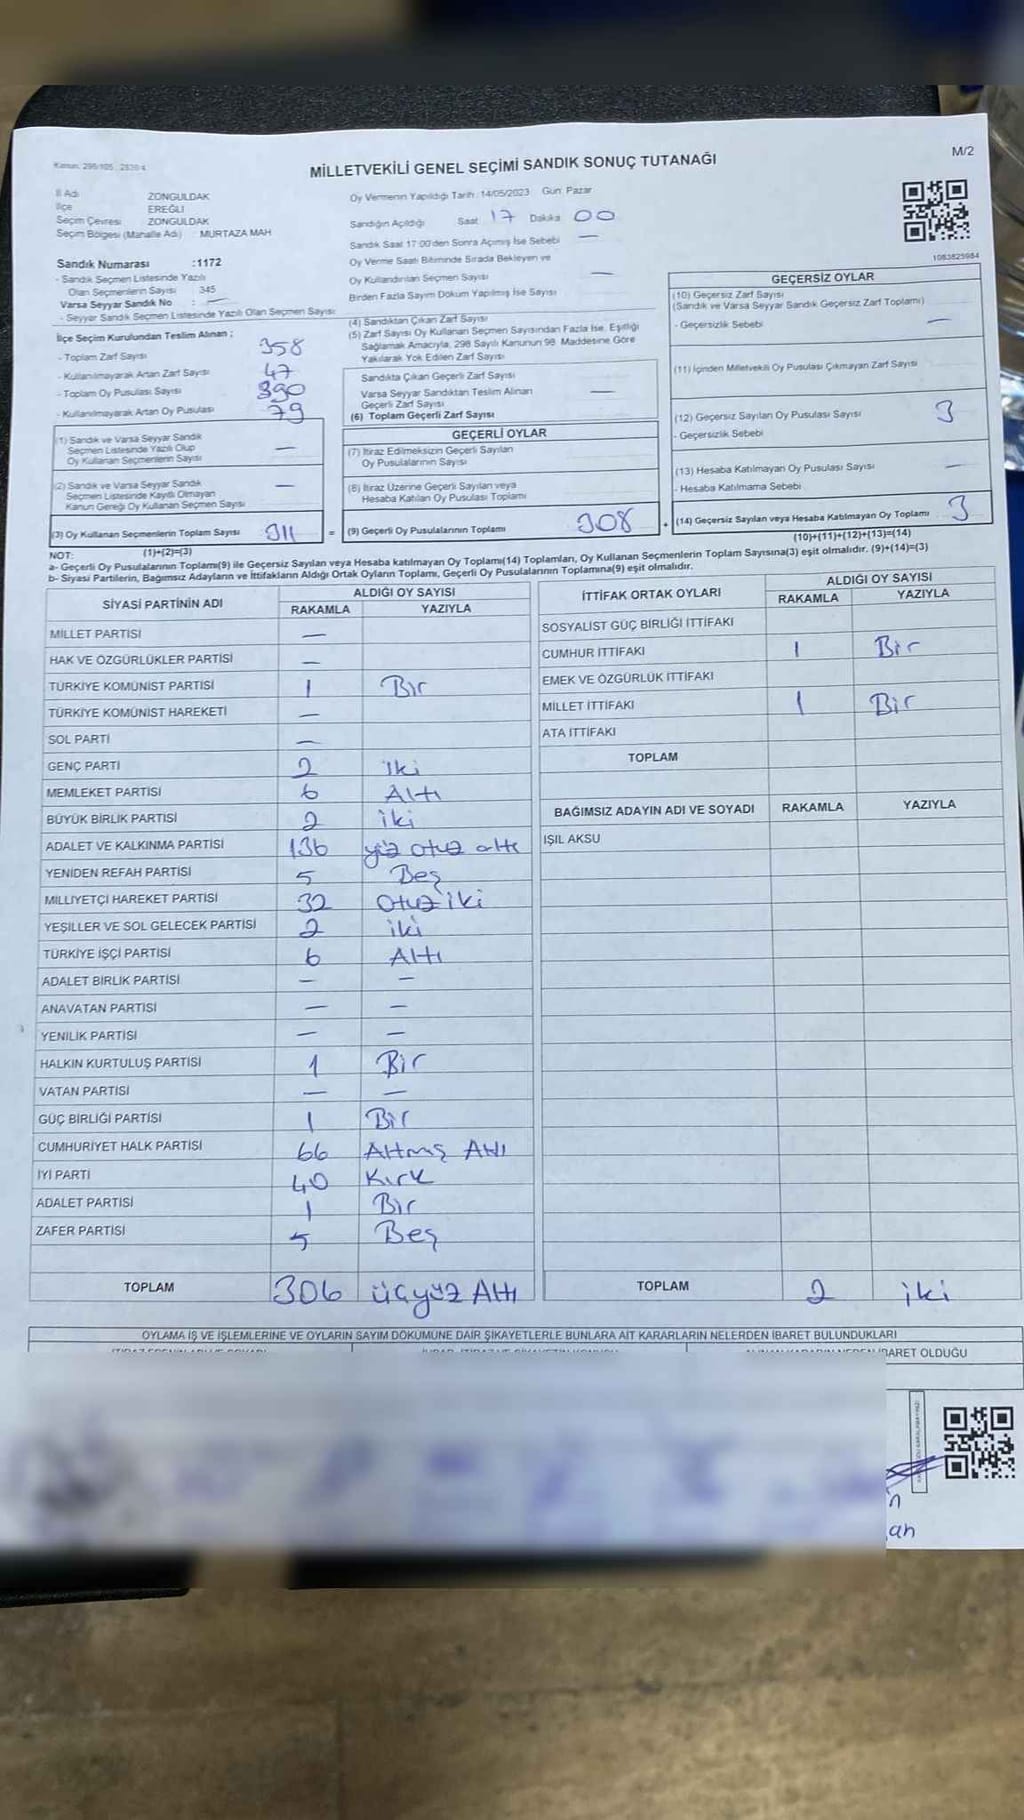 Kanun: 298/105, 2839/4
MİLLETVEKİLİ GENEL SEÇİMİ SANDIK SONUÇ TUTANAĞI
M/2
İl Adı ZONGULDAK
İlçe EREĞLİ
Seçim Çevresi ZONGULDAK
Seçim Bölgesi (Mahalle Adı) : MURTAZA MAH
Sandık Numarası :1172
- Sandık Seçmen Listesinde Yazılı
Olan Seçmenlerin Sayısı 345
Varsa Seyyar Sandık No : —
- Seyyar Sandık Seçmen Listesinde Yazılı Olan Seçmen Sayısı
Oy Vermenin Yapıldığı Tarih : 14/05/2023 Gün: Pazar
Sandığın Açıldığı Saat 17 Dakika 00
Sandık Saat 17:00'den Sonra Açımış İse Sebebi —
Oy Verme Saati Bitiminde Sırada Bekleyen ve
Oy Kullandırılan Seçmen Sayısı —
Birden Fazla Sayım Döküm Yapılmış İse Sayısı
1083825984
İlçe Seçim Kurulundan Teslim Alınan ;
- Toplam Zarf Sayısı 358
- Kullanılmayarak Artan Zarf Sayısı 47
- Toplam Oy Pusulası Sayısı 390
- Kullanılmayarak Artan Oy Pusulası 79
(1) Sandık ve Varsa Seyyar Sandık
Seçmen Listesinde Yazılı Olup
Oy Kullanan Seçmenlerin Sayısı —
(2) Sandık ve Varsa Seyyar Sandık
Seçmen Listesinde Kayıtlı Olmayan
Kanun Gereği Oy Kullanan Seçmen Sayısı —
(3) Oy Kullanan Seçmenlerin Toplam Sayısı 311 =
(1)+(2)=(3)
(4) Sandıktan Çıkan Zarf Sayısı
(5) Zarf Sayısı Oy Kullanan Seçmen Sayısından Fazla İse, Eşitliği
Sağlamak Amacıyla, 298 Sayılı Kanunun 98. Maddesine Göre
Yakılarak Yok Edilen Zarf Sayısı
Sandıkta Çıkan Geçerli Zarf Sayısı
Varsa Seyyar Sandıktan Teslim Alınan
Geçerli Zarf Sayısı —
(6) Toplam Geçerli Zarf Sayısı
GEÇERLİ OYLAR
(7) İtiraz Edilmeksizin Geçerli Sayılan
Oy Pusulalarının Sayısı
(8) İtiraz Üzerine Geçerli Sayılan veya
Hesaba Katılan Oy Pusulası Toplamı
(9) Geçerli Oy Pusulalarının Toplamı 308 +
GEÇERSİZ OYLAR
(10) Geçersiz Zarf Sayısı
(Sandık ve Varsa Seyyar Sandık Geçersiz Zarf Toplamı)
- Geçersizlik Sebebi —
(11) İçinden Milletvekili Oy Pusulası Çıkmayan Zarf Sayısı —
(12) Geçersiz Sayılan Oy Pusulası Sayısı 3
- Geçersizlik Sebebi
(13) Hesaba Katılmayan Oy Pusulası Sayısı —
- Hesaba Katılmama Sebebi
(14) Geçersiz Sayılan veya Hesaba Katılmayan Oy Toplamı 3
(10)+(11)+(12)+(13)=(14)
NOT:
a- Geçerli Oy Pusulalarının Toplamı(9) ile Geçersiz Sayılan veya Hesaba katılmayan Oy Toplamı(14) Toplamları, Oy Kullanan Seçmenlerin Toplam Sayısına(3) eşit olmalıdır. (9)+(14)=(3)
b- Siyasi Partilerin, Bağımsız Adayların ve İttifakların Aldığı Ortak Oyların Toplamı, Geçerli Oy Pusulalarının Toplamına(9) eşit olmalıdır.
SİYASİ PARTİNİN ADI ALDIĞI OY SAYISI
RAKAMLA YAZIYLA
MİLLET PARTİSİ —
HAK VE ÖZGÜRLÜKLER PARTİSİ —
TÜRKİYE KOMÜNİST PARTİSİ 1 Bir
TÜRKİYE KOMÜNİST HAREKETİ —
SOL PARTİ —
GENÇ PARTİ 2 iki
MEMLEKET PARTİSİ 6 Altı
BÜYÜK BİRLİK PARTİSİ 2 iki
ADALET VE KALKINMA PARTİSİ 136 yüz otuz altı
YENİDEN REFAH PARTİSİ 5 Beş
MİLLİYETÇİ HAREKET PARTİSİ 32 otuz iki
YEŞİLLER VE SOL GELECEK PARTİSİ 2 iki
TÜRKİYE İŞÇİ PARTİSİ 6 Altı
ADALET BİRLİK PARTİSİ — —
ANAVATAN PARTİSİ — —
YENİLİK PARTİSİ — —
HALKIN KURTULUŞ PARTİSİ 1 Bir
VATAN PARTİSİ — —
GÜÇ BİRLİĞİ PARTİSİ 1 Bir
CUMHURİYET HALK PARTİSİ 66 Altmış Altı
İYİ PARTİ 40 Kırk
ADALET PARTİSİ 1 Bir
ZAFER PARTİSİ 5 Beş
TOPLAM 306 üçyüz Altı
İTTİFAK ORTAK OYLARI ALDIĞI OY SAYISI
RAKAMLA YAZIYLA
SOSYALİST GÜÇ BİRLİĞİ İTTİFAKI
CUMHUR İTTİFAKI 1 Bir
EMEK VE ÖZGÜRLÜK İTTİFAKI
MİLLET İTTİFAKI 1 Bir
ATA İTTİFAKI
TOPLAM
BAĞIMSIZ ADAYIN ADI VE SOYADI RAKAMLA YAZIYLA
IŞIL AKSU
TOPLAM 2 iki
OYLAMA İŞ VE İŞLEMLERİNE VE OYLARIN SAYIM DÖKÜMÜNE DAİR ŞİKAYETLERLE BUNLARA AİT KARARLARIN NELERDEN İBARET BULUNDUKLARI
İBARET OLDUĞU